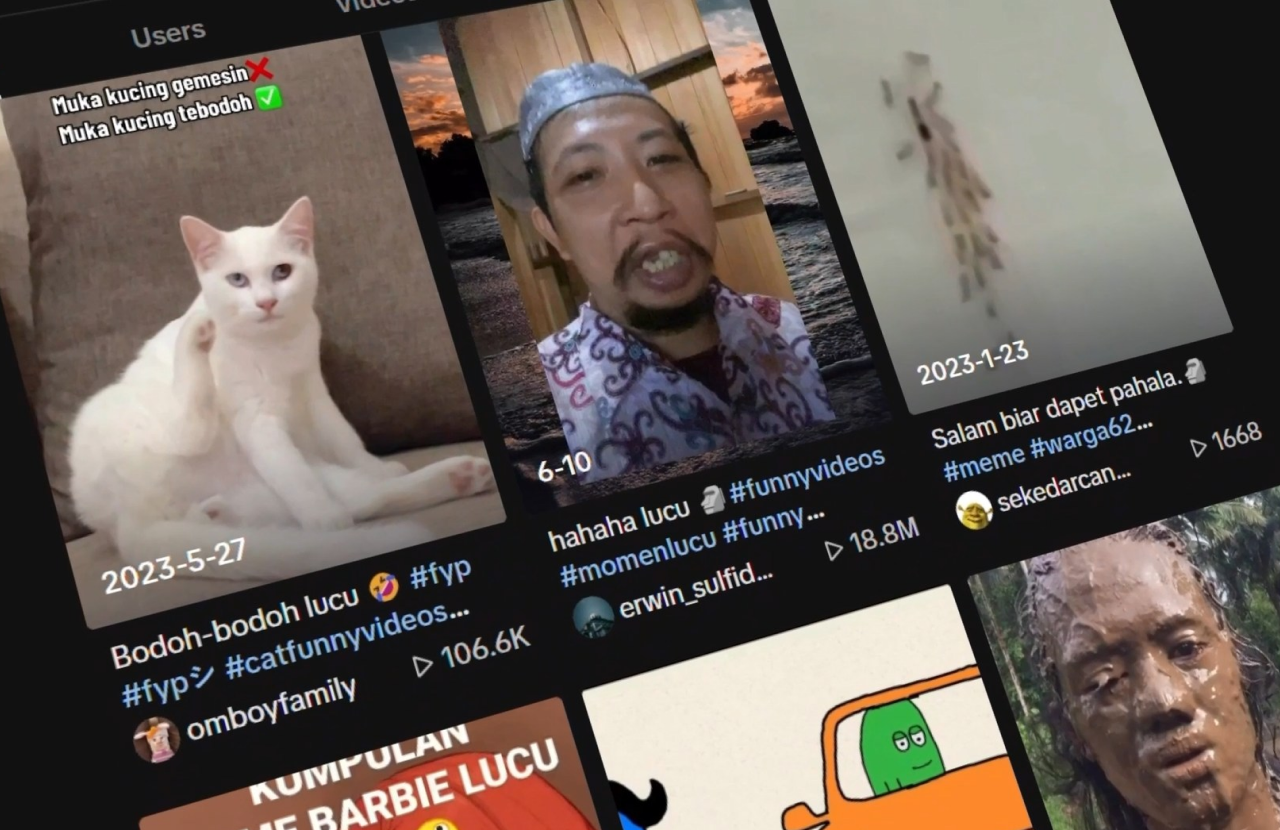 Users
Videos
Muka kucing gemesin❌
Muka kucing tebodoh ✅
2023-5-27
Bodoh-bodoh lucu 🤣 #fyp
#fypシ #catfunnyvideos...
omboyfamily
106.6K
6-10
hahaha lucu 🗿 #funnyvideos
#momenlucu #funny...
erwin_sulfid...
18.8M
2023-1-23
Salam biar dapet pahala.🗿
#meme #warga62...
sekedarcan...
1668
KUMPULAN
BARBIE LUCU